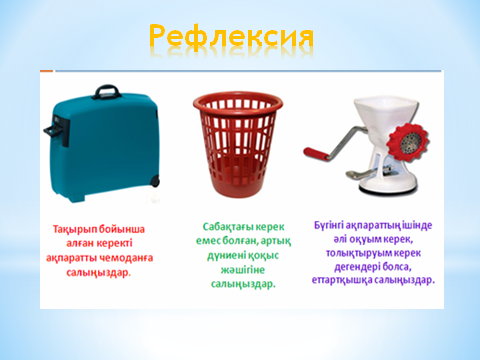 Рефлексия
Тақырып бойынша
алған керекті
ақпаратты чемоданға
салыңыздар.
Сабақтағы керек
емес болған, артық
дүниені қоқыс
жәшігіне
салыңыздар.
Бүгінгі ақпараттың ішінде
әлі оқуым керек,
толықтыруым керек
дегендері болса,
еттартқышқа салыңыздар.